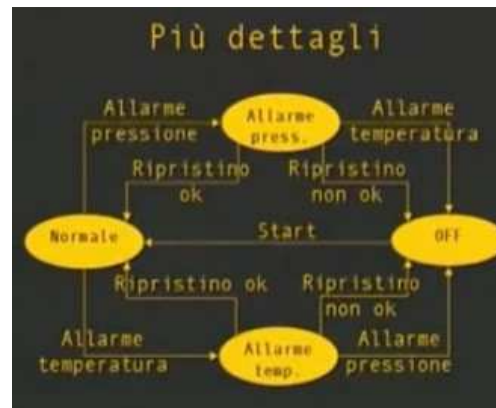 Più dettagli
Allarme
pressione
Allarme
press.
Allarme
temperatura
Ripristino
ok
Ripristino
non ok
Normale
Start
OFF
Ripristino ok
Ripristino
non ok
Allarme
temperatura
Allarme
temp.
Allarme
pressione